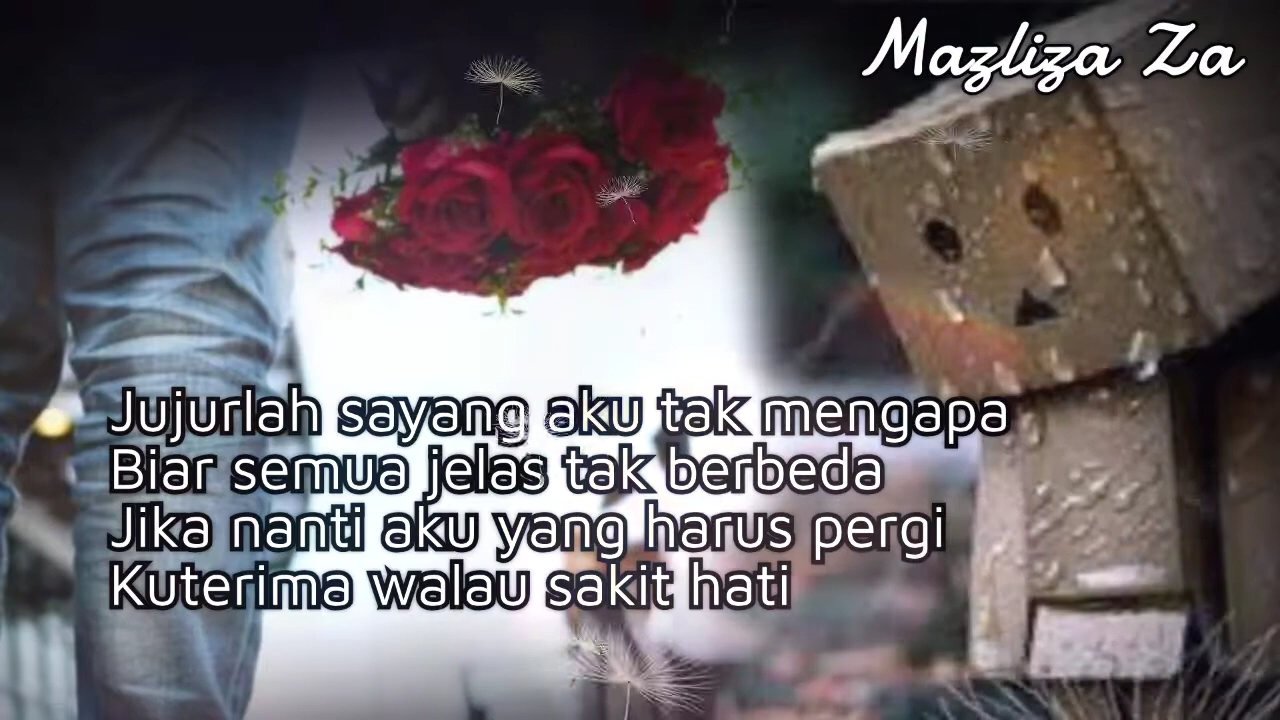 Mazliza Za
Jujurlah sayang aku tak mengapa
Biar semua jelas tak berbeda
Jika nanti aku yang harus pergi
Kuterima walau sakit hati